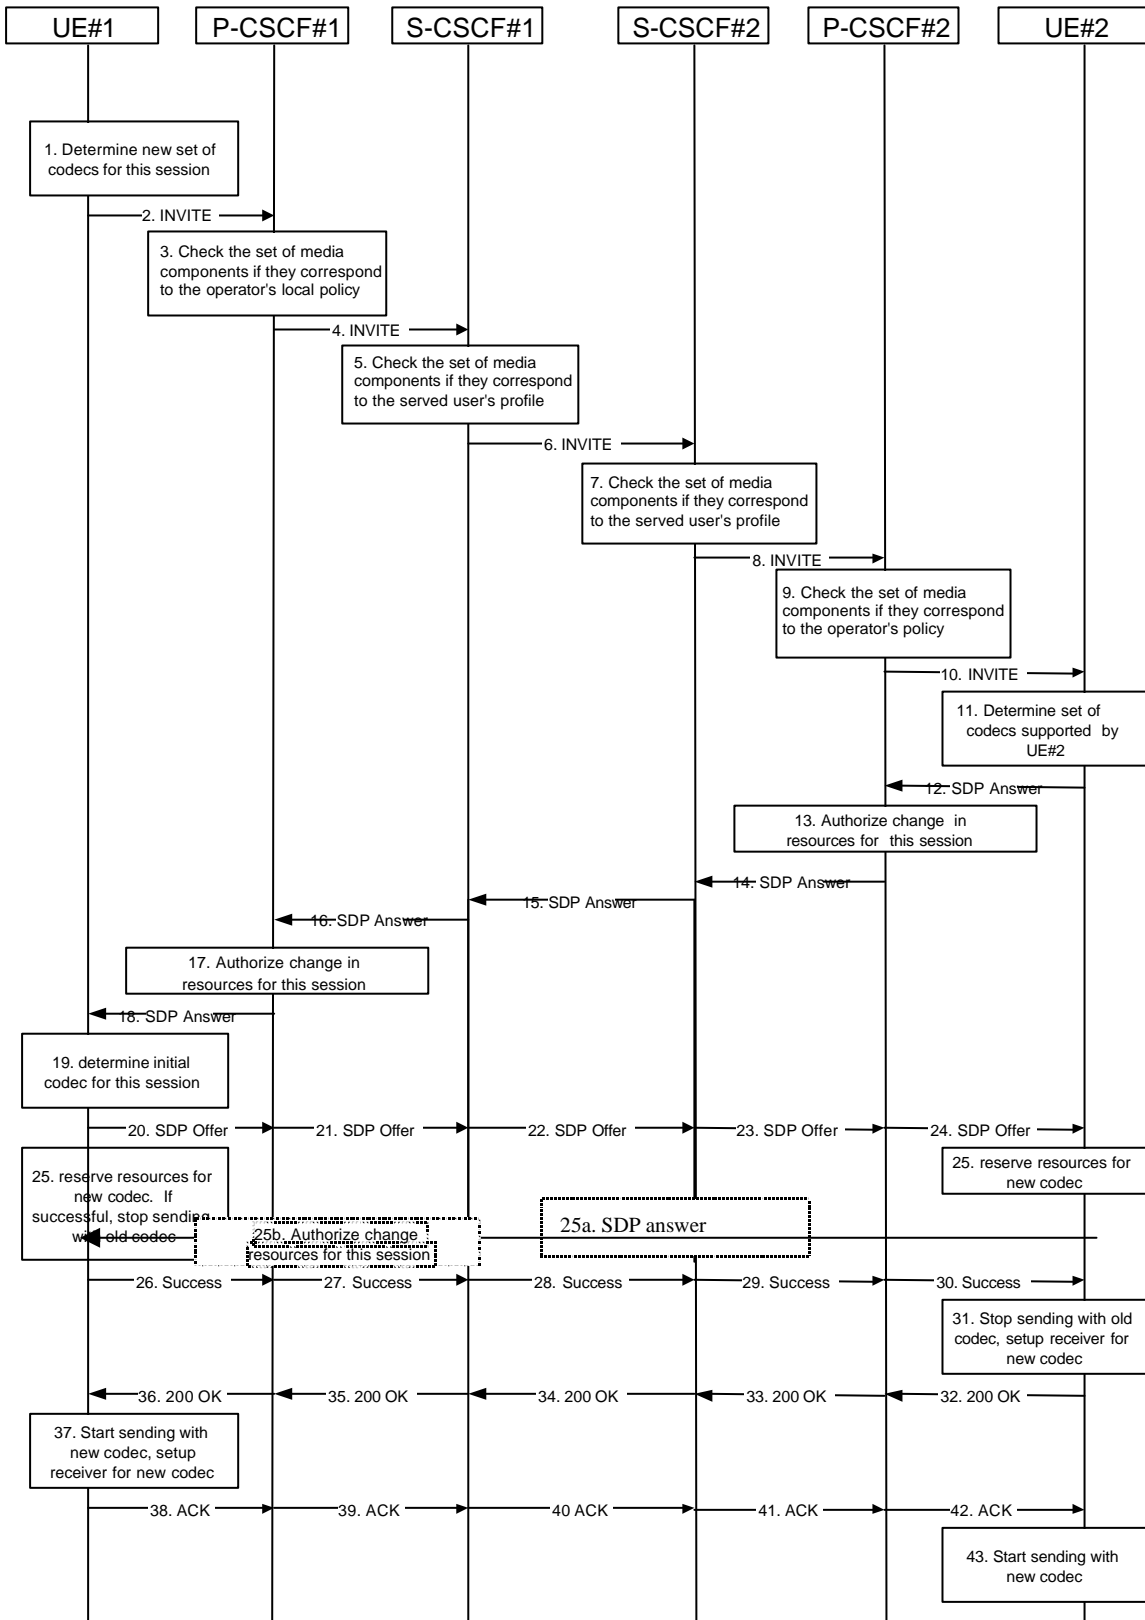 UE#1
P-CSCF#1
S-CSCF#1
S-CSCF#2
P-CSCF#2
UE#2
1. Determine new set of
codecs for this session
2. INVITE
3. Check the set of media
components if they correspond
to the operator's local policy
4. INVITE
5. Check the set of media
components if they correspond
to the served user's profile
6. INVITE
7. Check the set of media
components if they correspond
to the served user's profile
8. INVITE
9. Check the set of media
components if they correspond
to the operator's policy
10. INVITE
11. Determine set of
codecs supported by
UE#2
12. SDP Answer
13. Authorize change in
resources for this session
14. SDP Answer
15. SDP Answer
16. SDP Answer
17. Authorize change in
resources for this session
18. SDP Answer
19. determine initial
codec for this session
20. SDP Offer
21. SDP Offer
22. SDP Offer
23. SDP Offer
24. SDP Offer
25. reserve resources for
new codec. If
successful, stop sending
with old codec
25. reserve resources for
new codec
25a. SDP answer
25b. Authorize change
resources for this session
26. Success
27. Success
28. Success
29. Success
30. Success
31. Stop sending with old
codec, setup receiver for
new codec
36. 200 OK
35. 200 OK
34. 200 OK
33. 200 OK
32. 200 OK
37. Start sending with
new codec, setup
receiver for new codec
38. ACK
39. ACK
40 ACK
41. ACK
42. ACK
43. Start sending with
new codec